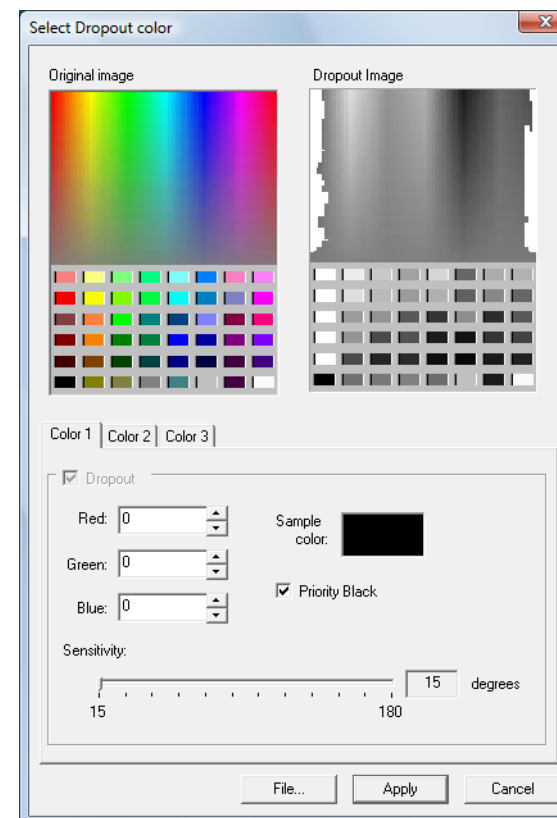 Select Dropout color
Original image
Dropout Image
Color 1
Color 2
Color 3
Dropout
Red: 0
Sample color:
Green: 0
Priority Black
Blue: 0
Sensitivity:
15 degrees
15 180
File...
Apply
Cancel